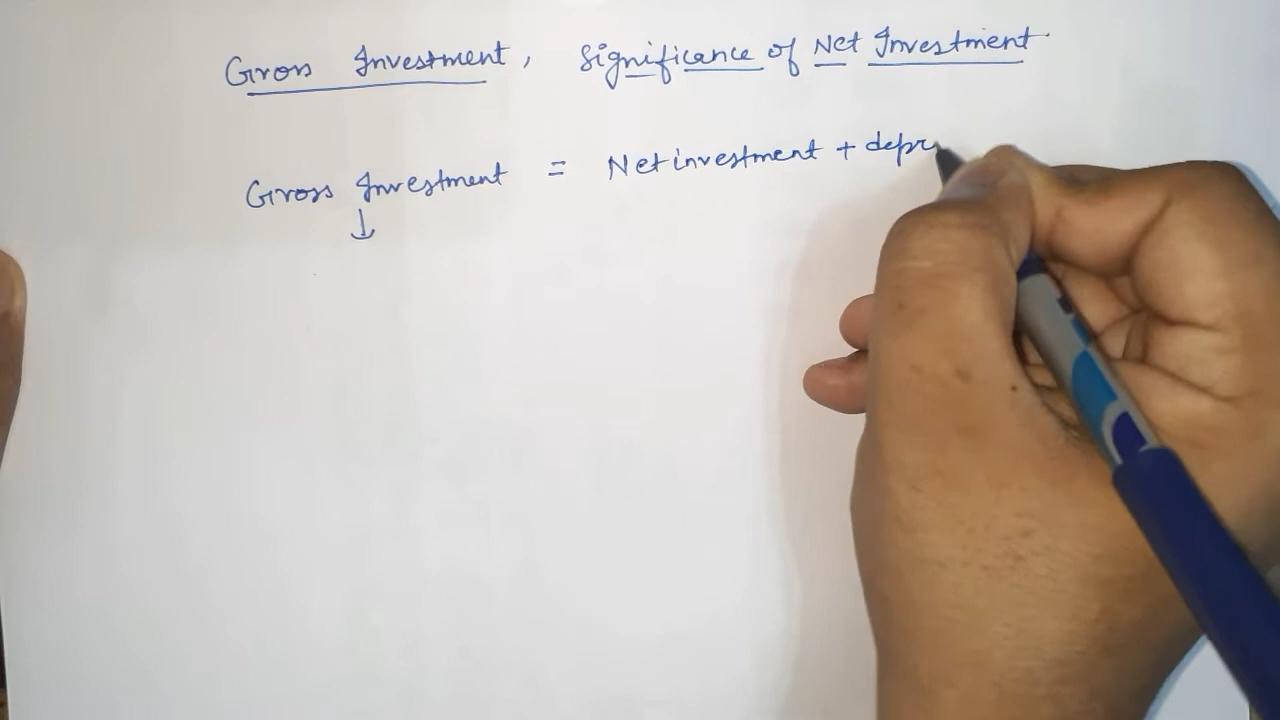 Gross Investment, Significance of Net Investment
Gross Investment = Net investment + depr